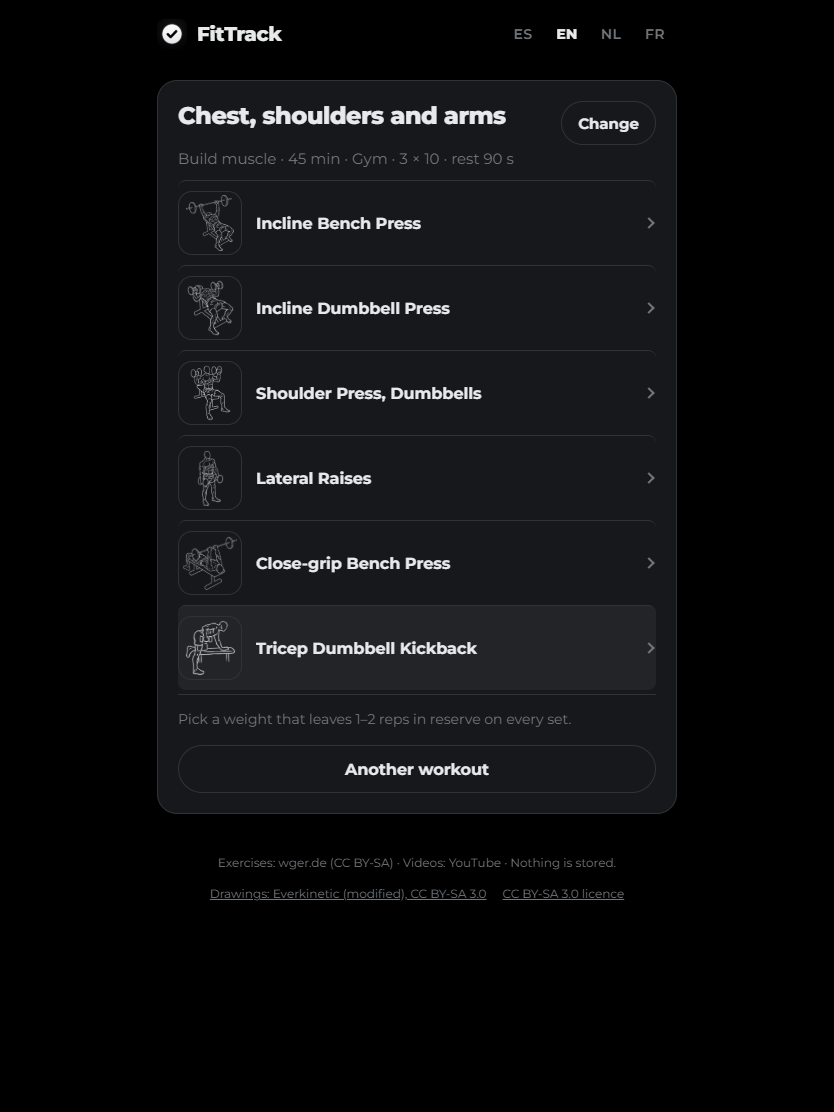 FitTrack
ES EN NL FR
Chest, shoulders and arms
Change
Build muscle · 45 min · Gym · 3 × 10 · rest 90 s
Incline Bench Press
Incline Dumbbell Press
Shoulder Press, Dumbbells
Lateral Raises
Close-grip Bench Press
Tricep Dumbbell Kickback
Pick a weight that leaves 1–2 reps in reserve on every set.
Another workout
Exercises: wger.de (CC BY-SA) · Videos: YouTube · Nothing is stored.
Drawings: Everkinetic (modified), CC BY-SA 3.0 CC BY-SA 3.0 licence